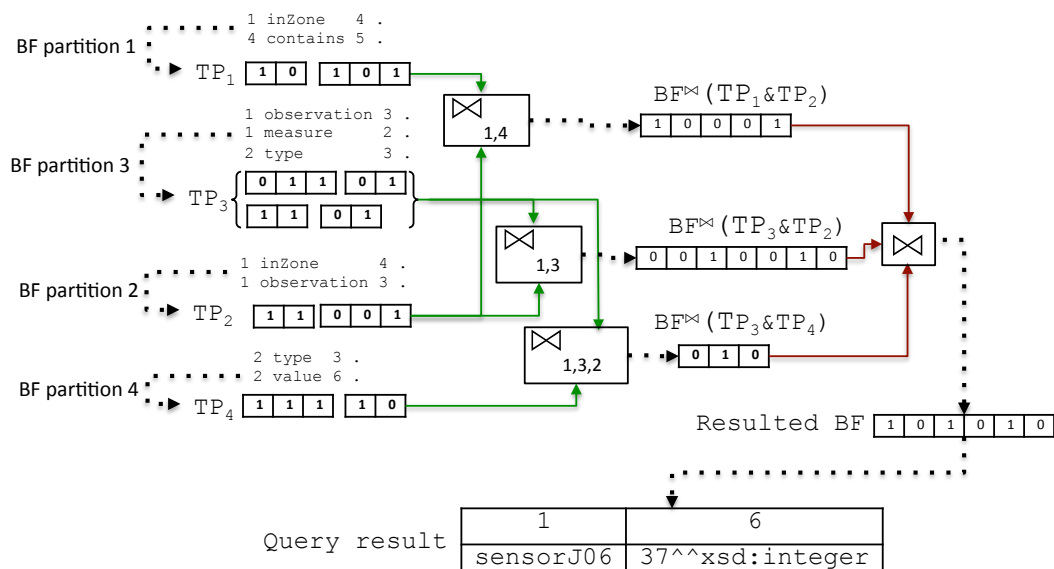 BF partition 1
1 inZone 4 .
4 contains 5 .
TP1 1 0 1 0 1
1,4
BF⋈(TP1&TP2)
1 0 0 0 1
BF partition 3
1 observation 3 .
1 measure 2 .
2 type 3 .
TP3 0 1 1 0 1
1 1 0 1
1,3
BF⋈(TP3&TP2)
0 0 1 0 0 1 0
BF partition 2
1 inZone 4 .
1 observation 3 .
TP2 1 1 0 0 1
1,3,2
BF⋈(TP3&TP4)
0 1 0
BF partition 4
2 type 3 .
2 value 6 .
TP4 1 1 1 1 0
Resulted BF 1 0 1 0 1 0
Query result
1 6
sensorJ06 37^^xsd:integer